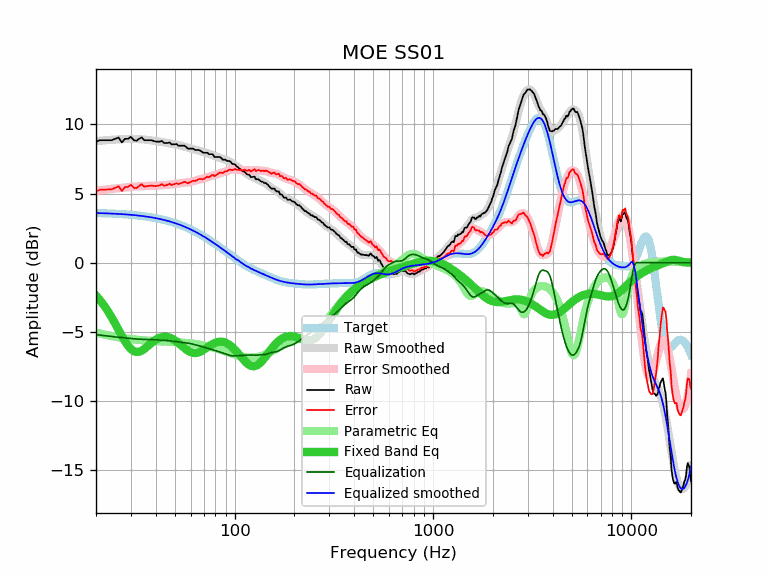 MOE SS01
Amplitude (dBr)
10
5
0
−5
−10
−15
Target
Raw Smoothed
Error Smoothed
Raw
Error
Parametric Eq
Fixed Band Eq
Equalization
Equalized smoothed
100 1000 10000
Frequency (Hz)